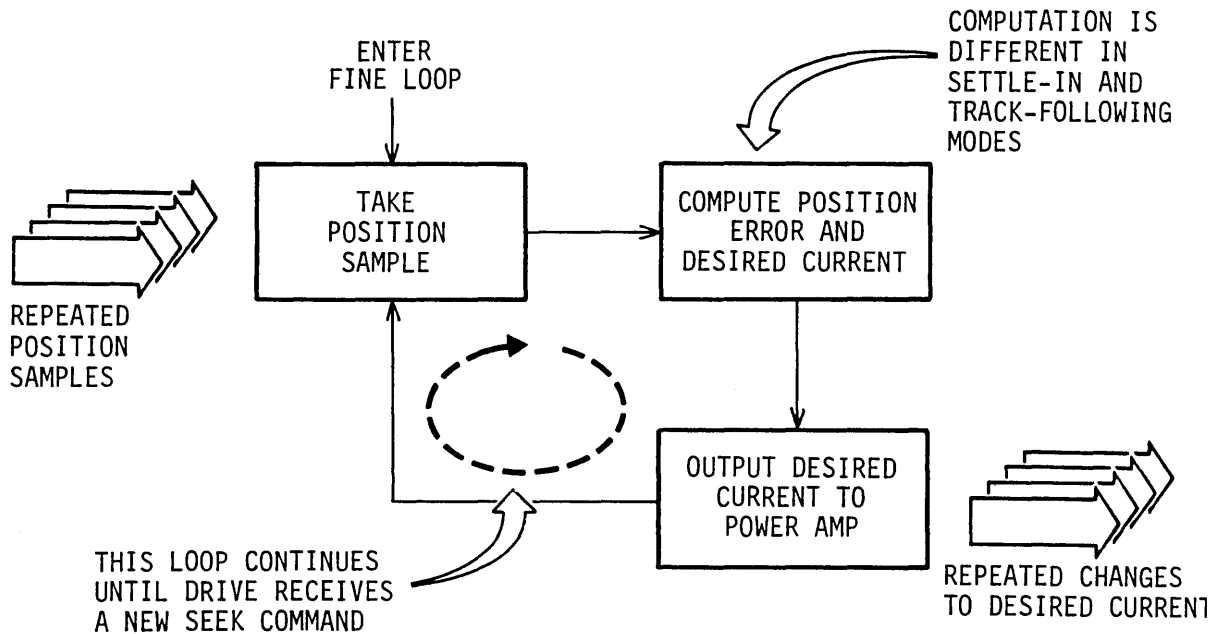 ENTER
FINE LOOP
COMPUTATION IS
DIFFERENT IN
SETTLE-IN AND
TRACK-FOLLOWING
MODES
TAKE
POSITION
SAMPLE
COMPUTE POSITION
ERROR AND
DESIRED CURRENT
REPEATED
POSITION
SAMPLES
OUTPUT DESIRED
CURRENT TO
POWER AMP
THIS LOOP CONTINUES
UNTIL DRIVE RECEIVES
A NEW SEEK COMMAND
REPEATED CHANGES
TO DESIRED CURRENT